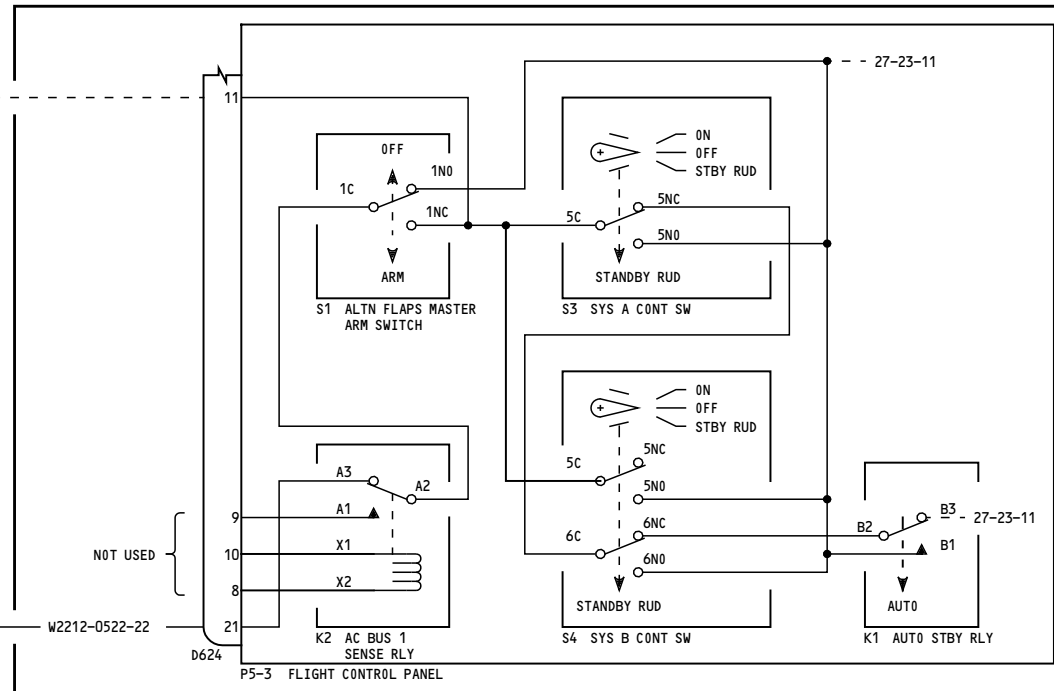 27-23-11
11
OFF
1NO
1C
1NC
ARM
S1 ALTN FLAPS MASTER
ARM SWITCH
ON
OFF
STBY RUD
5NC
5C
5NO
STANDBY RUD
S3 SYS A CONT SW
ON
OFF
STBY RUD
5NC
5C
5NO
6NC
6C
6NO
STANDBY RUD
S4 SYS B CONT SW
A3
A2
A1
X1
X2
K2 AC BUS 1
SENSE RLY
9
NOT USED
10
8
W2212-0522-22
21
D624
B3
27-23-11
B2
B1
AUTO
K1 AUTO STBY RLY
P5-3 FLIGHT CONTROL PANEL